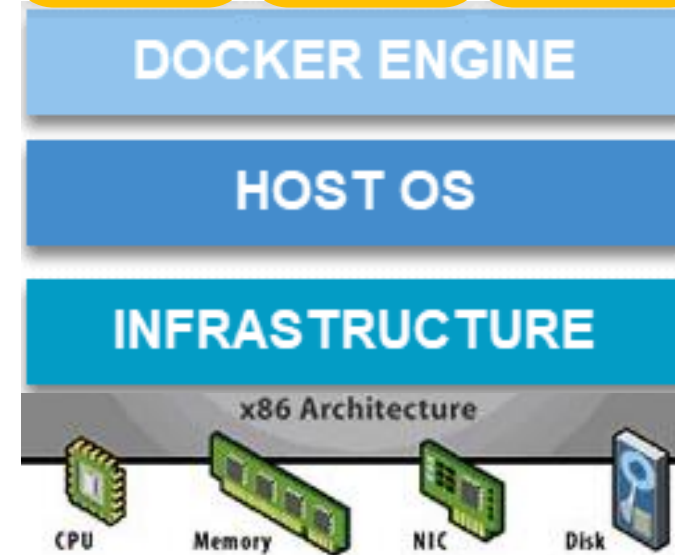 DOCKER ENGINE
HOST OS
INFRASTRUCTURE
x86 Architecture
CPU Memory NIC Disk